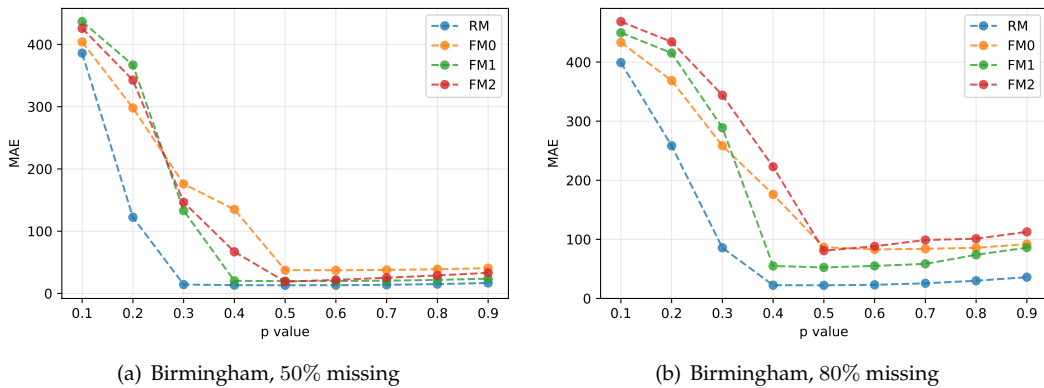 MAE
400
300
200
100
0
0.1 0.2 0.3 0.4 0.5 0.6 0.7 0.8 0.9
p value
RM
FM0
FM1
FM2
(a) Birmingham, 50% missing
MAE
400
300
200
100
0
0.1 0.2 0.3 0.4 0.5 0.6 0.7 0.8 0.9
p value
RM
FM0
FM1
FM2
(b) Birmingham, 80% missing